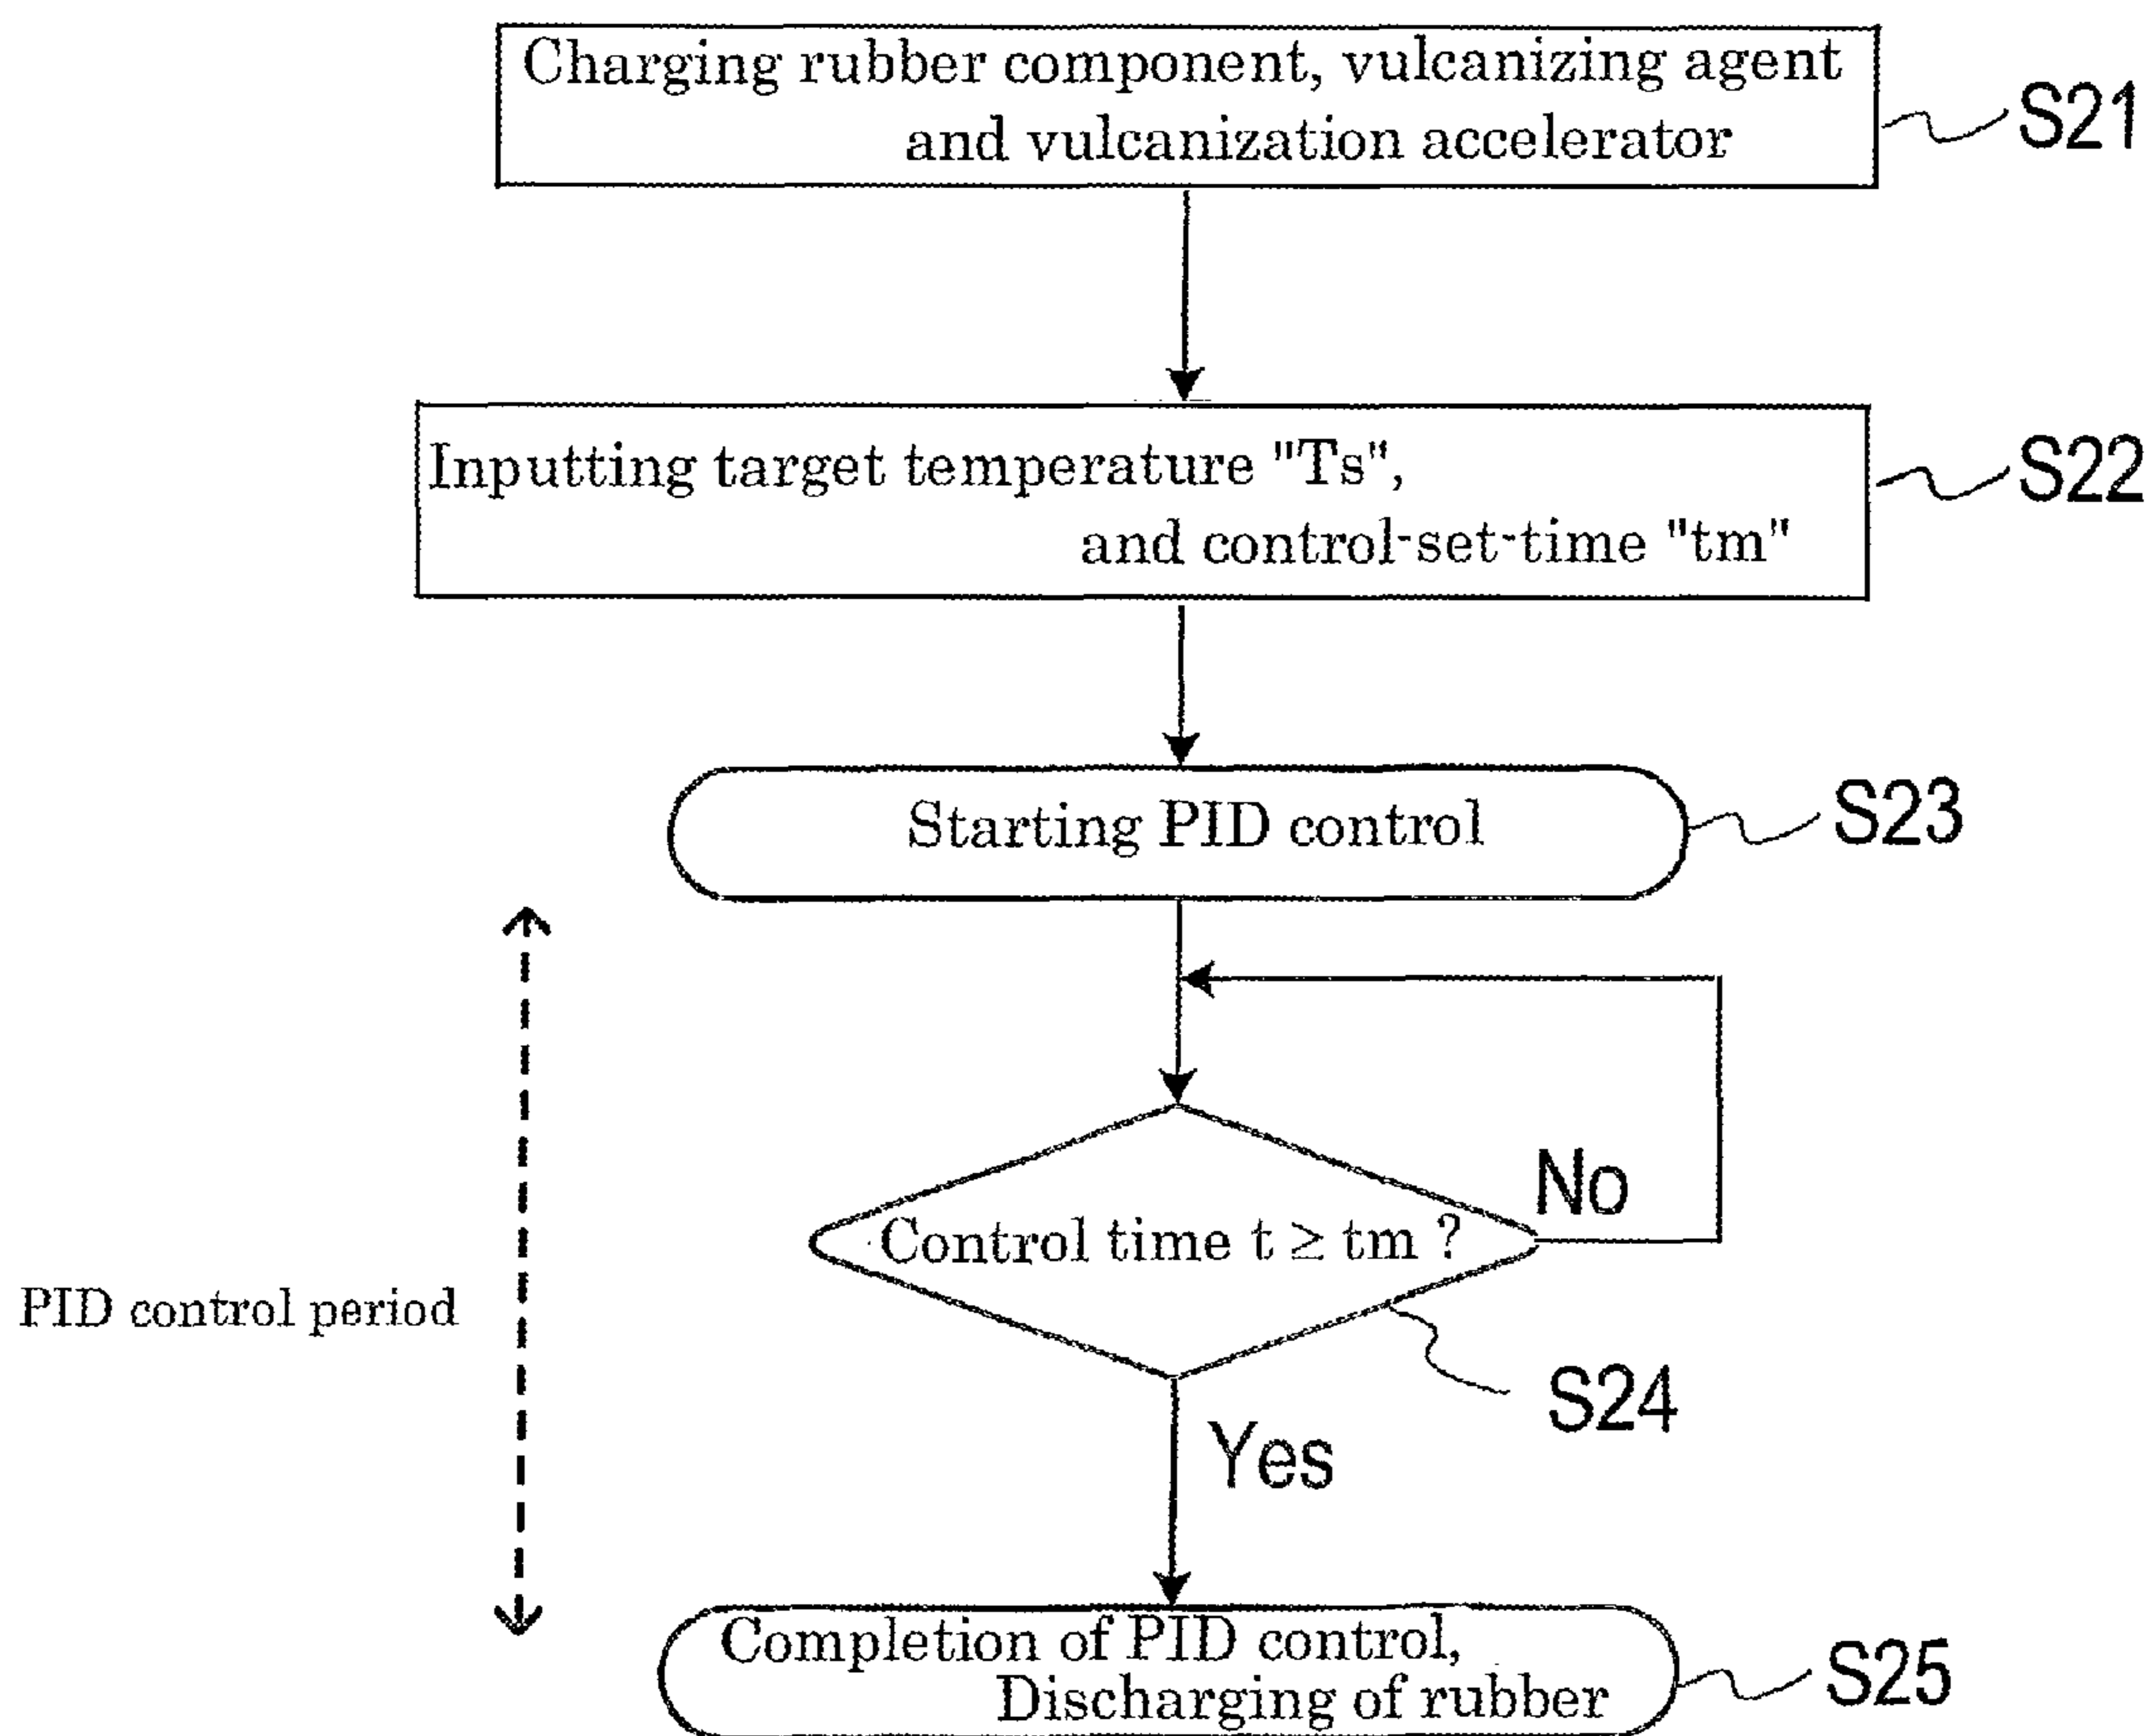 Charging rubber component, vulcanizing agent
and vulcanization accelerator
S21
Inputting target temperature "Ts",
and control-set-time "tm"
S22
Starting PID control
S23
No
Control time t ≥ tm ?
PID control period
S24
Yes
Completion of PID control,
Discharging of rubber
S25